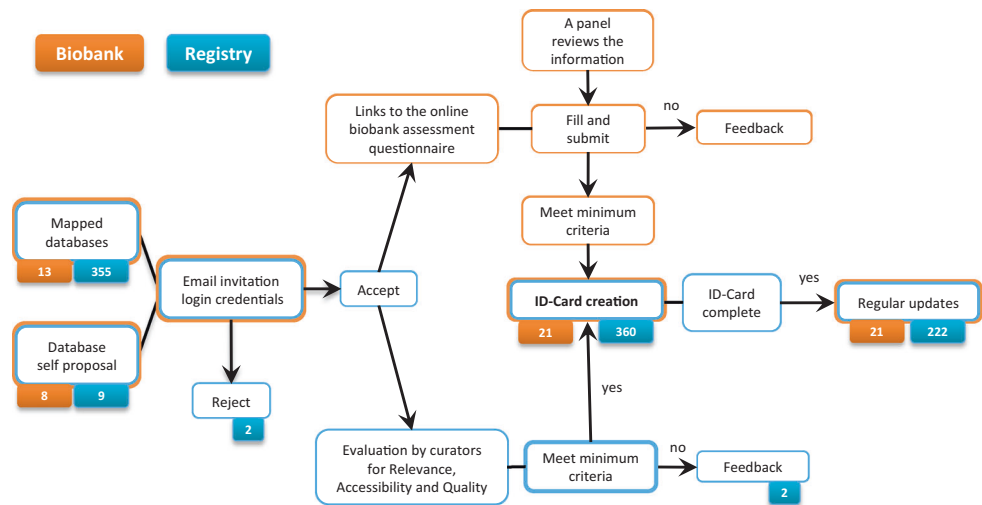 Biobank
Registry
A panel
reviews the
information
Links to the online
biobank assessment
questionnaire
Fill and
submit
no
Feedback
Meet minimum
criteria
Mapped
databases
13
355
Email invitation
login credentials
Accept
ID-Card creation
21
360
ID-Card
complete
yes
Regular updates
21
222
Database
self proposal
8
9
Reject
2
yes
Evaluation by curators
for Relevance,
Accessibility and Quality
Meet minimum
criteria
no
Feedback
2